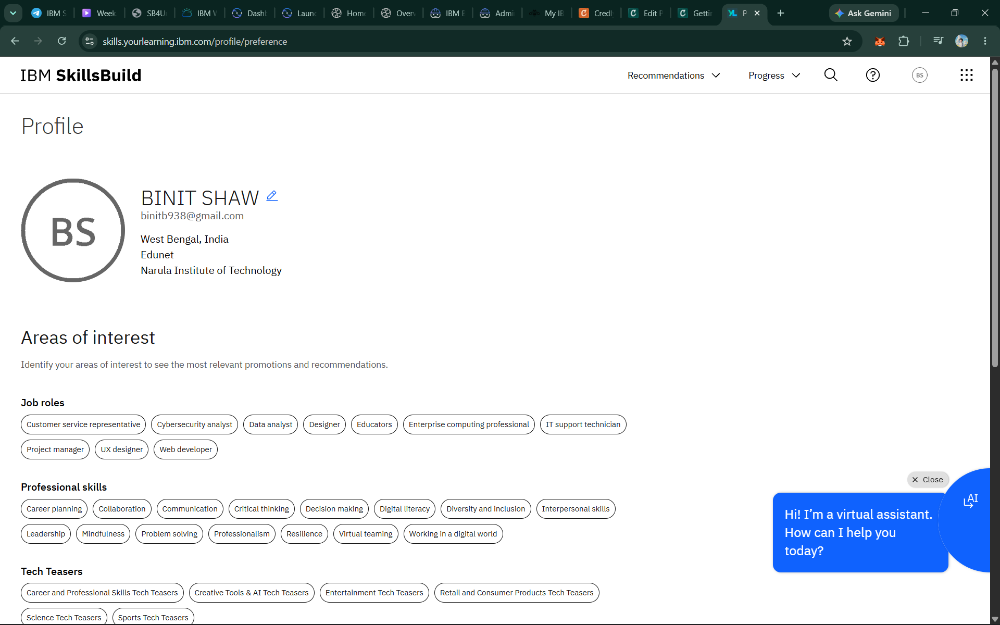 IBM S
Week
SB4U
IBM W
Dash
Laun
Home
Over
IBM E
Admi
My IB
Credl
Edit P
Gettin
P
Ask Gemini
skills.yourlearning.ibm.com/profile/preference
IBM SkillsBuild
Recommendations
Progress
BS
Profile
BS
BINIT SHAW
binitb938@gmail.com
West Bengal, India
Edunet
Narula Institute of Technology
Areas of interest
Identify your areas of interest to see the most relevant promotions and recommendations.
Job roles
Customer service representative Cybersecurity analyst Data analyst Designer Educators Enterprise computing professional IT support technician
Project manager UX designer Web developer
Close
Professional skills
Career planning Collaboration Communication Critical thinking Decision making Digital literacy Diversity and inclusion Interpersonal skills
AI
Hi! I'm a virtual assistant.
How can I help you
today?
Leadership Mindfulness Problem solving Professionalism Resilience Virtual teaming Working in a digital world
Tech Teasers
Career and Professional Skills Tech Teasers Creative Tools & AI Tech Teasers Entertainment Tech Teasers Retail and Consumer Products Tech Teasers
Science Tech Teasers Sports Tech Teasers